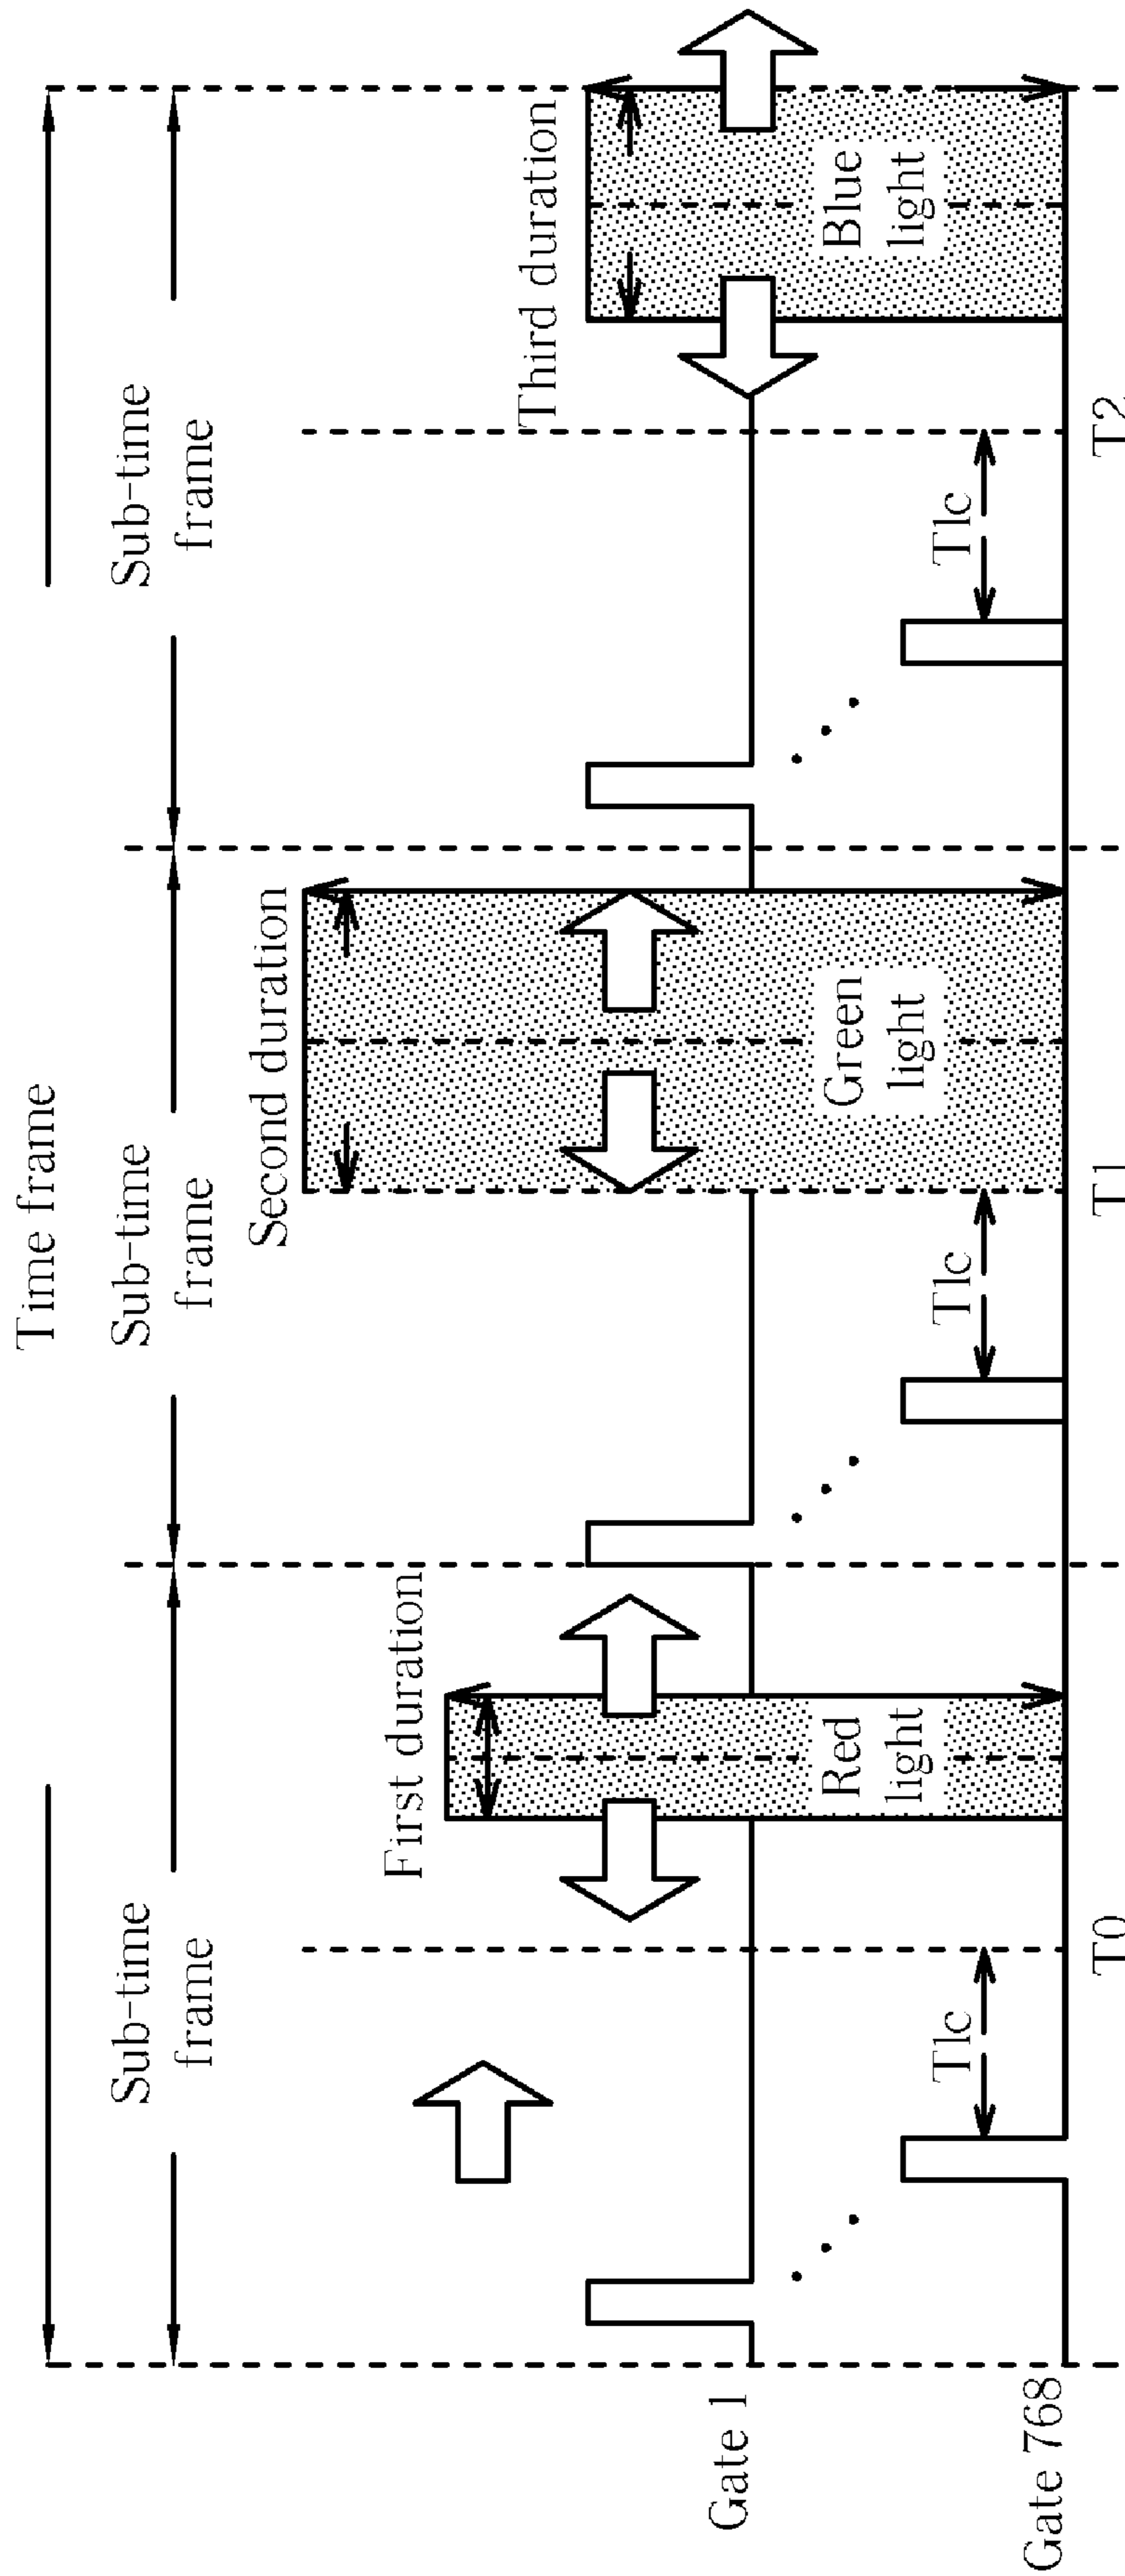 Time frame
Sub-time
frame
Sub-time
frame
Sub-time
frame
First duration
Second duration
Third duration
Gate 1
Red
light
Green
light
Blue
light
Tlc
Tlc
Tlc
Gate 768
T0
T1
T2